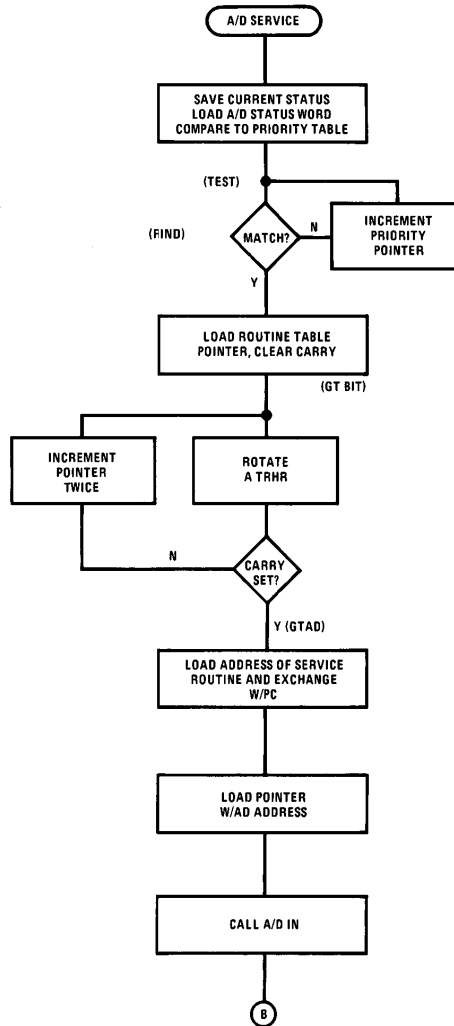 A/D SERVICE
SAVE CURRENT STATUS
LOAD A/D STATUS WORD
COMPARE TO PRIORITY TABLE
(TEST)
(FIND)
MATCH?
N
INCREMENT
PRIORITY
POINTER
Y
LOAD ROUTINE TABLE
POINTER, CLEAR CARRY
(GT BIT)
INCREMENT
POINTER
TWICE
ROTATE
A TRHR
N
CARRY
SET?
Y (GTAD)
LOAD ADDRESS OF SERVICE
ROUTINE AND EXCHANGE
W/PC
LOAD POINTER
W/AD ADDRESS
CALL A/D IN
B